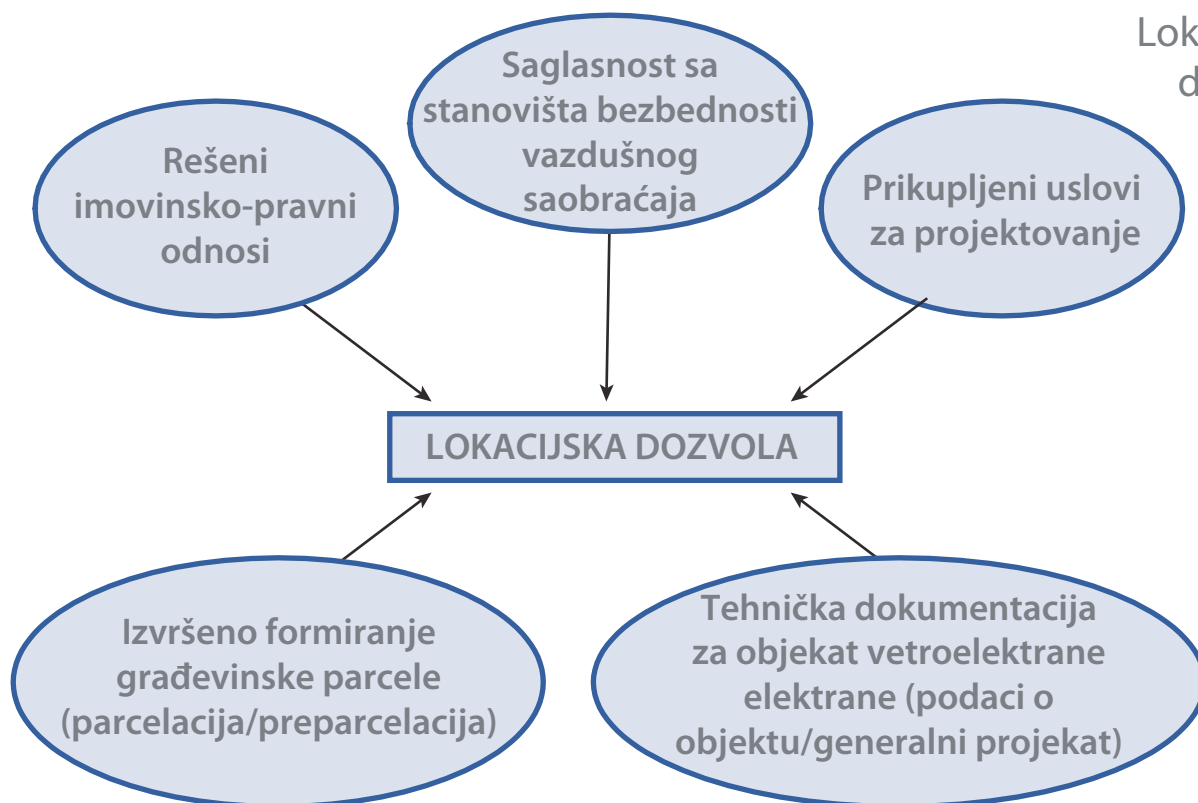 Lok
d
Saglasnost sa
stanovišta bezbednosti
vazdušnog
saobraćaja
Rešeni
imovinsko-pravni
odnosi
Prikupljeni uslovi
za projektovanje
LOKACIJSKA DOZVOLA
Izvršeno formiranje
građevinske parcele
(parcelacija/preparcelacija)
Tehnička dokumentacija
za objekat vetroelektrane
elektrane (podaci o
objektu/generalni projekat)